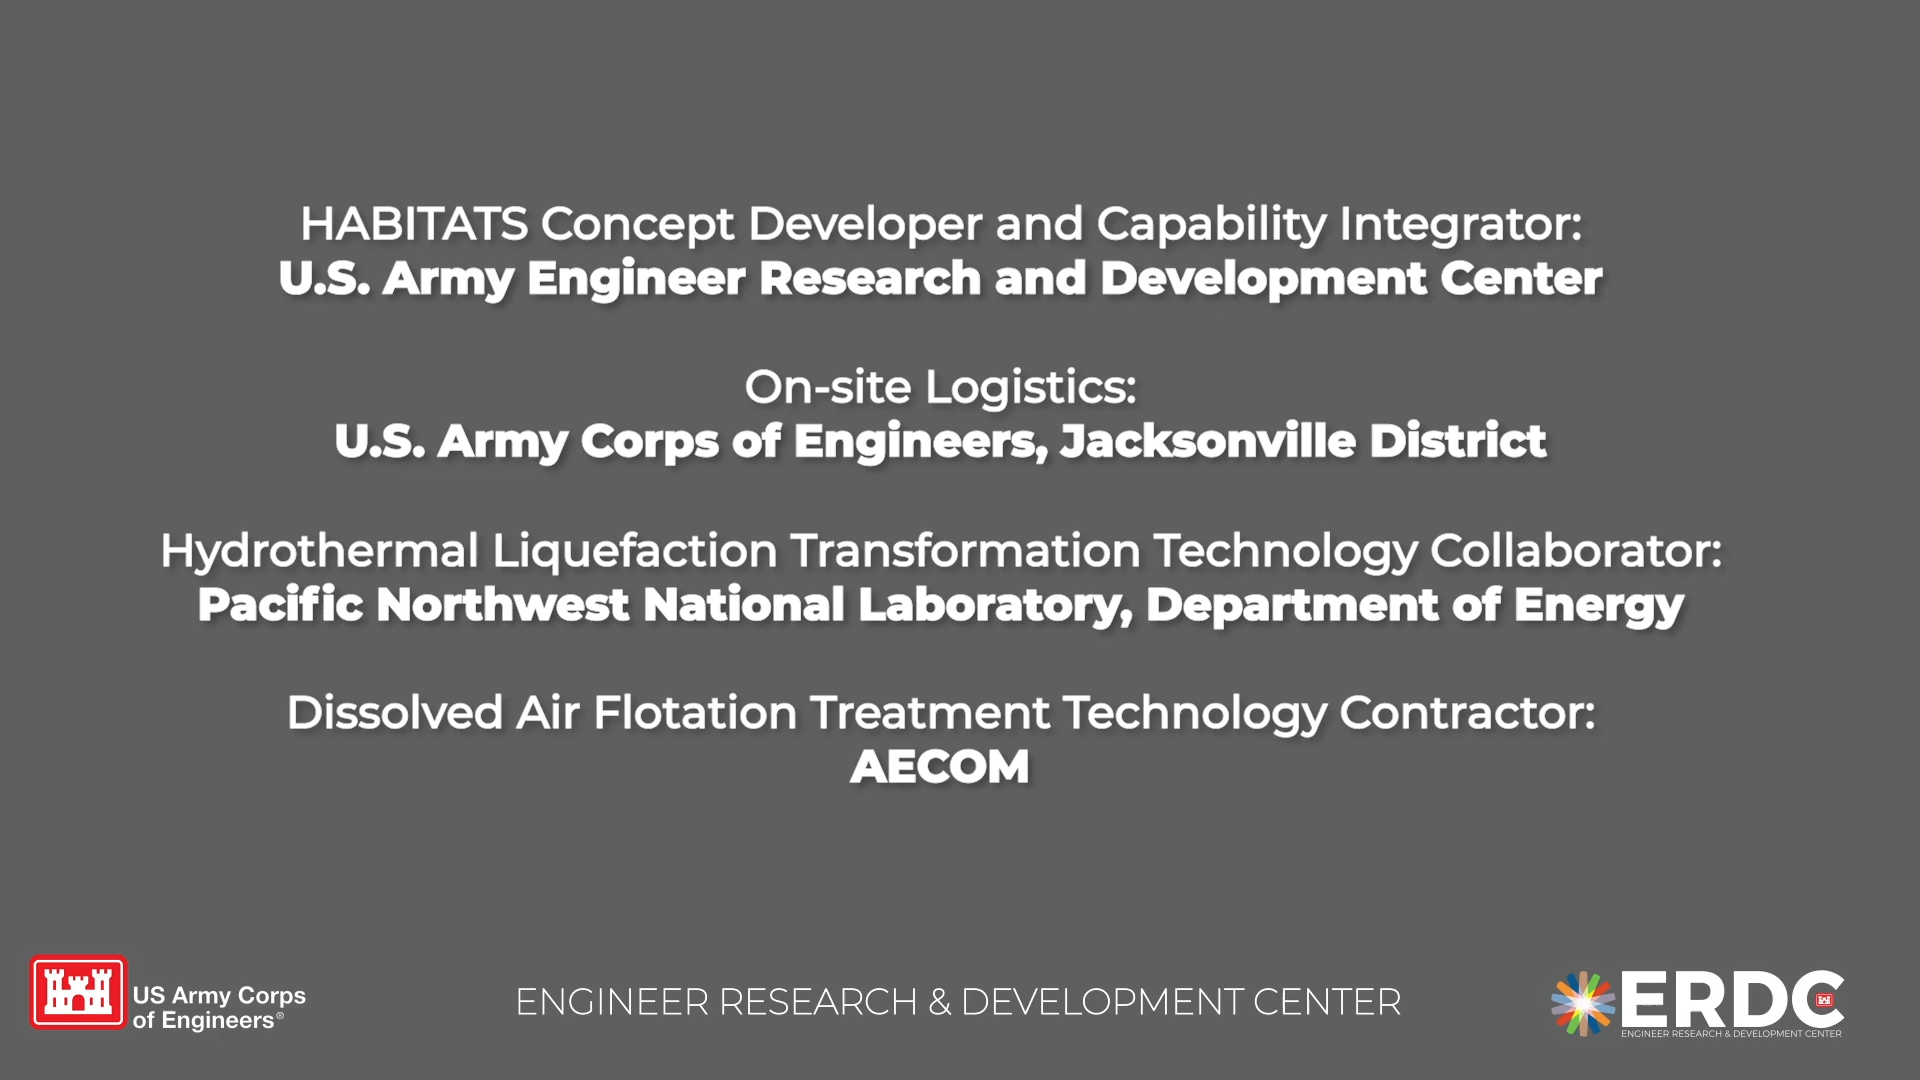 HABITATS Concept Developer and Capability Integrator:
U.S. Army Engineer Research and Development Center
On-site Logistics:
U.S. Army Corps of Engineers, Jacksonville District
Hydrothermal Liquefaction Transformation Technology Collaborator:
Pacific Northwest National Laboratory, Department of Energy
Dissolved Air Flotation Treatment Technology Contractor:
AECOM
US Army Corps
of Engineers®
ENGINEER RESEARCH & DEVELOPMENT CENTER
ERDC
ENGINEER RESEARCH & DEVELOPMENT CENTER